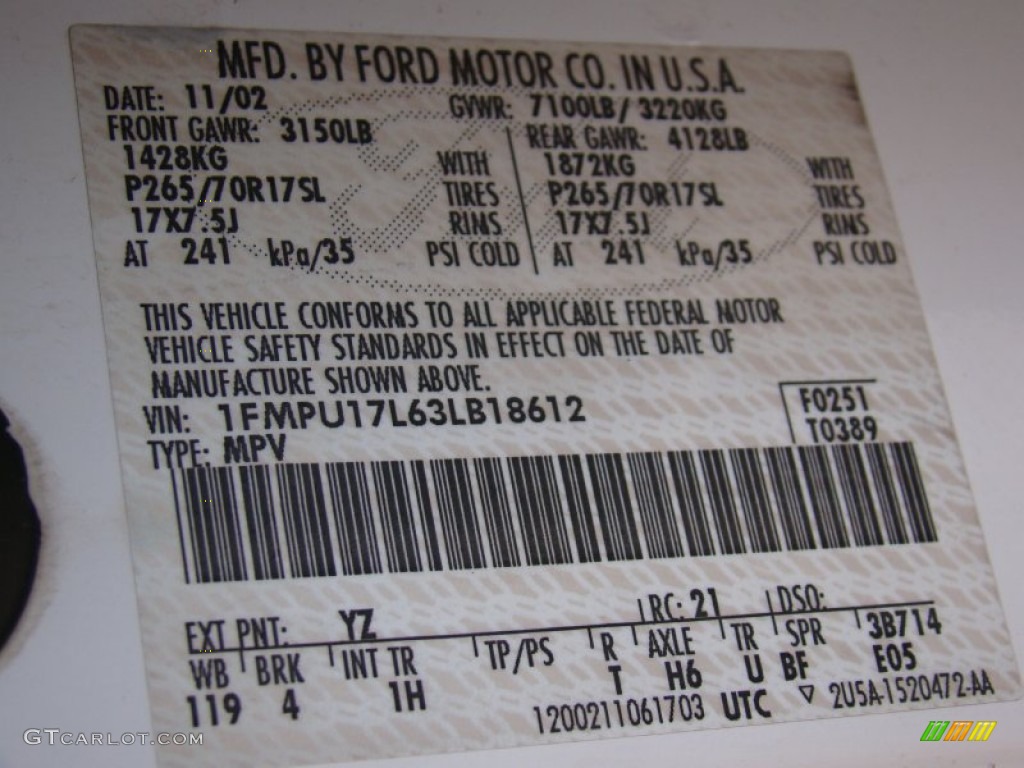 MFD. BY FORD MOTOR CO. IN U.S.A.
DATE: 11/02 GVWR: 7100LB / 3220KG
FRONT GAWR: 3150LB REAR GAWR: 4128LB
1428KG WITH 1872KG WITH
P265/70R17SL TIRES P265/70R17SL TIRES
17X7.5J RIMS 17X7.5J RIMS
AT 241 kPa/35 PSI COLD AT 241 kPa/35 PSI COLD
THIS VEHICLE CONFORMS TO ALL APPLICABLE FEDERAL MOTOR
VEHICLE SAFETY STANDARDS IN EFFECT ON THE DATE OF
MANUFACTURE SHOWN ABOVE.
VIN: 1FMPU17L63LB18612 F0251
TYPE: MPV T0389
EXT PNT: YZ RC: 21 DSO:
WB BRK INT TR TP/PS R AXLE TR SPR 3B714
119 4 1H T H6 U BF E05
1200211061703 UTC ▽ 2U5A-1520472-AA
GTCARLOT.COM